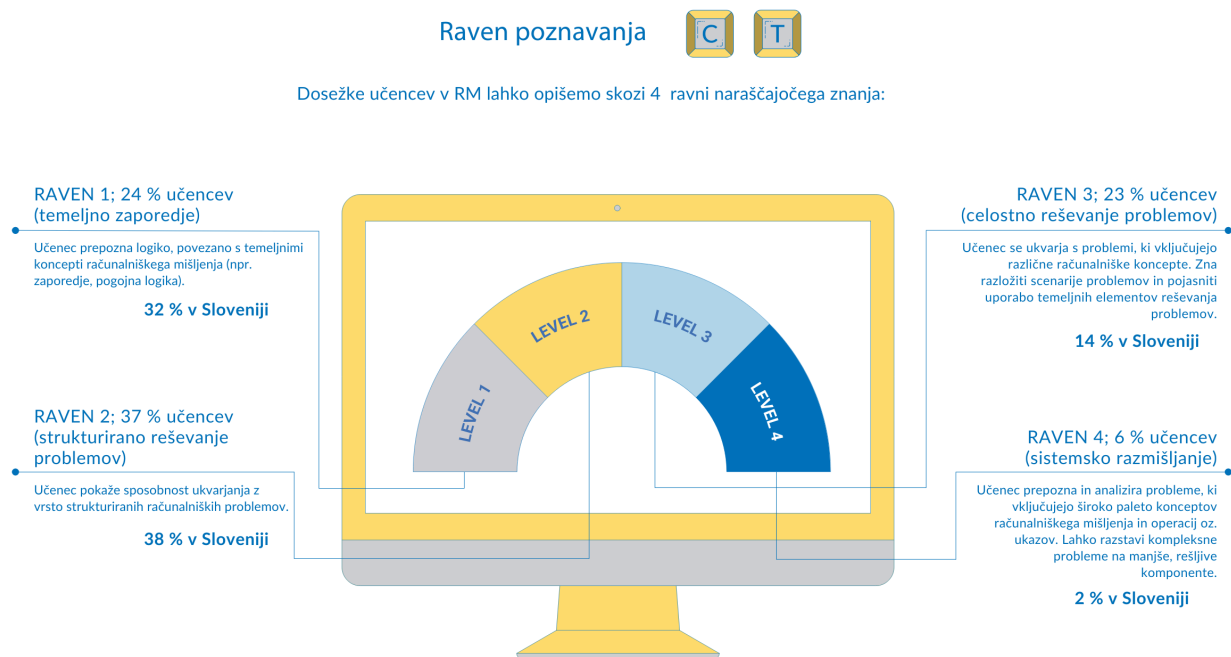 Raven poznavanja C T
Dosežke učencev v RM lahko opišemo skozi 4 ravni naraščajočega znanja:
RAVEN 1; 24 % učencev
(temeljno zaporedje)
Učenec prepozna logiko, povezano s temeljnimi
koncepti računalniškega mišljenja (npr.
zaporedje, pogojna logika).
32 % v Sloveniji
RAVEN 2; 37 % učencev
(strukturirano reševanje
problemov)
Učenec pokaže sposobnost ukvarjanja z
vrsto strukturiranih računalniških problemov.
38 % v Sloveniji
LEVEL 1
LEVEL 2
LEVEL 3
LEVEL 4
RAVEN 3; 23 % učencev
(celostno reševanje problemov)
Učenec se ukvarja s problemi, ki vključujejo
različne računalniške koncepte. Zna
razložiti scenarije problemov in pojasniti
uporabo temeljnih elementov reševanja
problemov.
14 % v Sloveniji
RAVEN 4; 6 % učencev
(sistemsko razmišljanje)
Učenec prepozna in analizira probleme, ki
vključujejo široko paleto konceptov
računalniškega mišljenja in operacij oz.
ukazov. Lahko razstavi kompleksne
probleme na manjše, rešljive
komponente.
2 % v Sloveniji